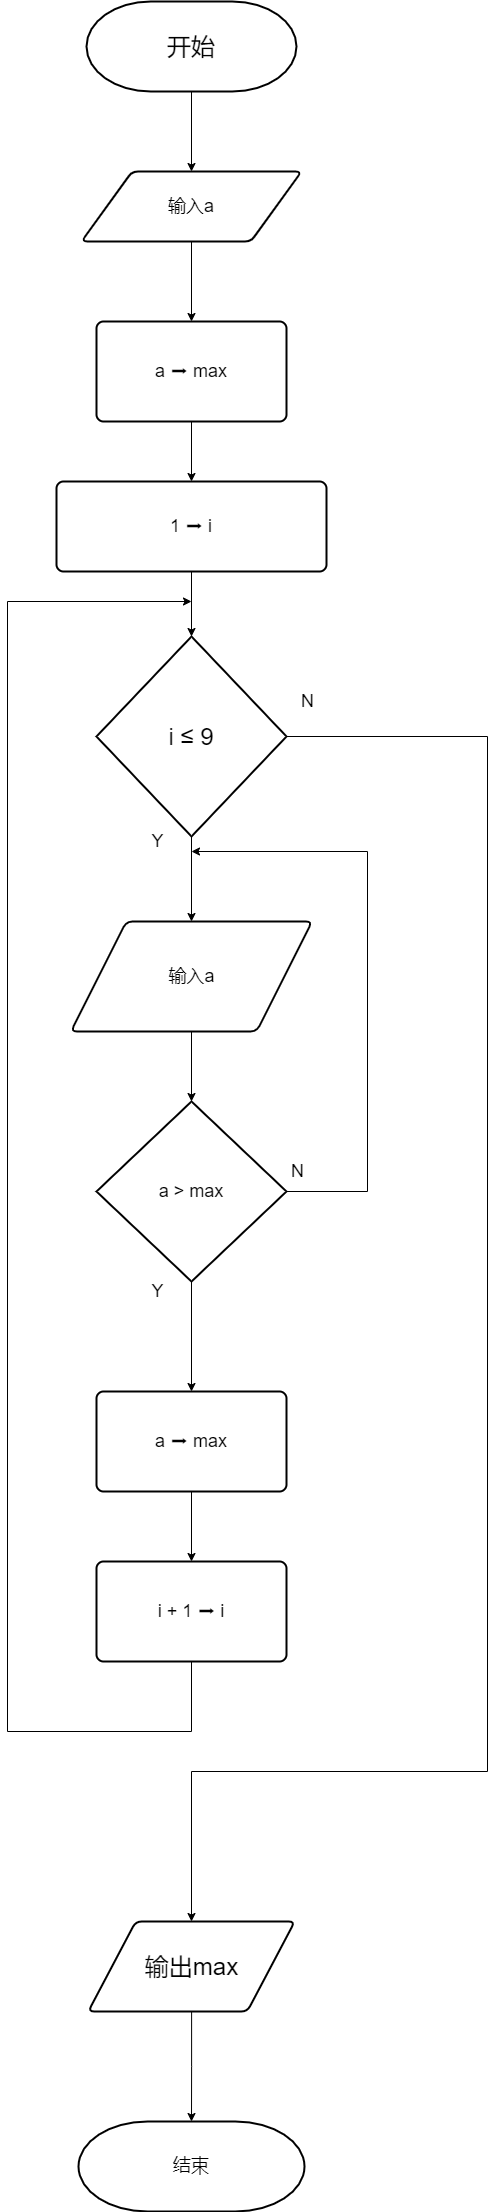 开始
输入a
a ➞ max
1 ➞ i
i ≤ 9
N
Y
输入a
a > max
N
Y
a ➞ max
i + 1 ➞ i
输出max
结束